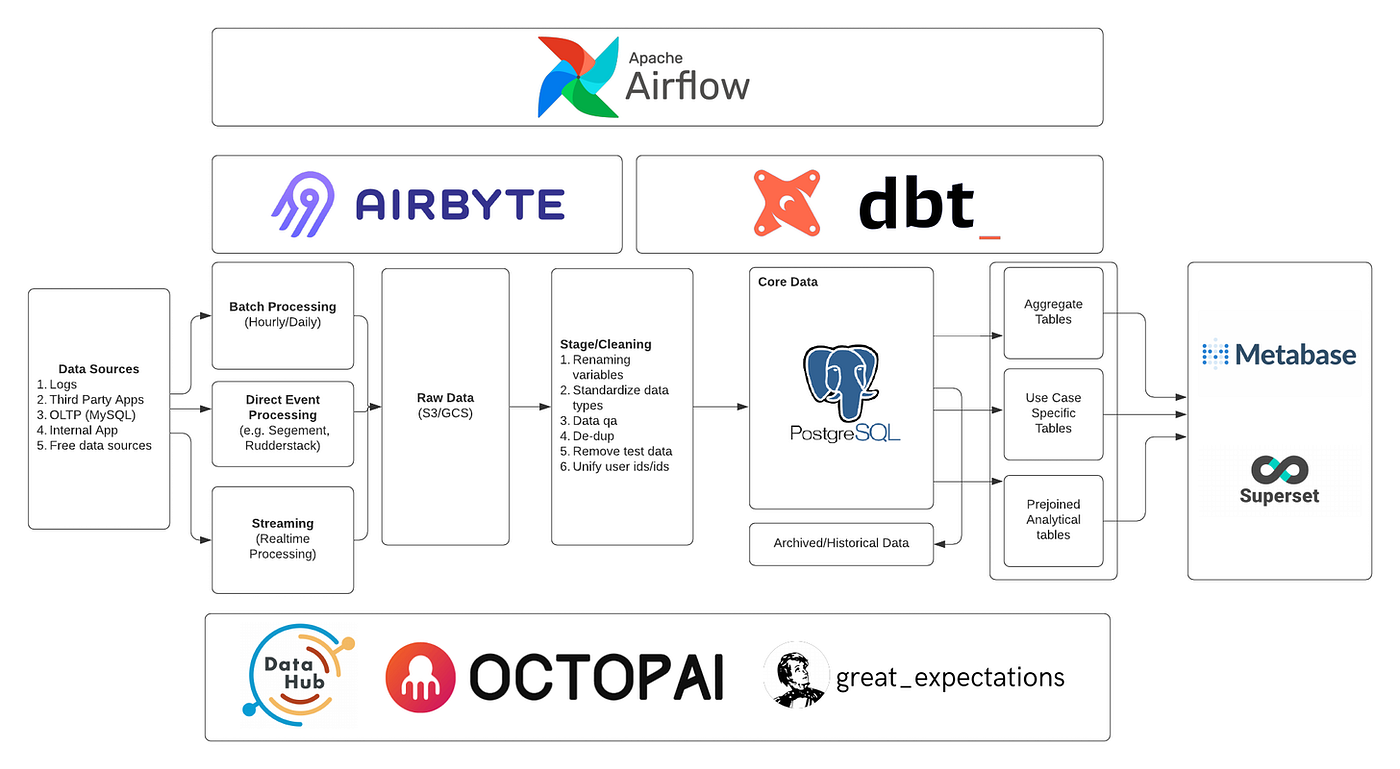 Apache
Airflow
AIRBYTE
dbt_
Data Sources
1. Logs
2. Third Party Apps
3. OLTP (MySQL)
4. Internal App
5. Free data sources
Batch Processing
(Hourly/Daily)
Direct Event
Processing
(e.g. Segement,
Rudderstack)
Streaming
(Realtime
Processing)
Raw Data
(S3/GCS)
Stage/Cleaning
1. Renaming
variables
2. Standardize data
types
3. Data qa
4. De-dup
5. Remove test data
6. Unify user ids/ids
Core Data
PostgreSQL
Archived/Historical Data
Aggregate
Tables
Use Case
Specific
Tables
Prejoined
Analytical
tables
Metabase
Superset
Data
Hub
OCTOPAI
great_expectations